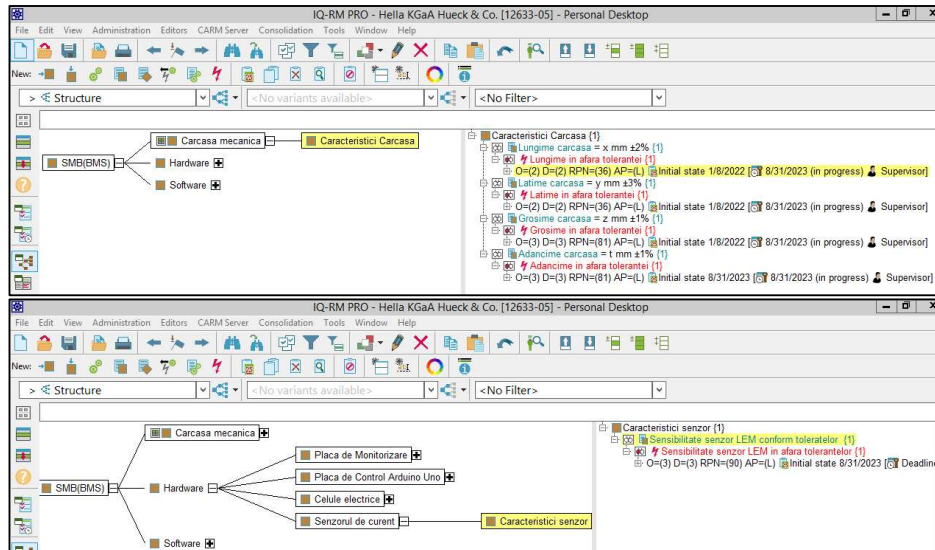 IQ-RM PRO - Hella KGaA Hueck & Co. [12633-05] - Personal Desktop
File Edit View Administration Editors CARM Server Consolidation Tools Window Help
New:
> Structure <No variants available> <No Filter>
SMB(BMS)
Carcasa mecanica
Caracteristici Carcasa
Hardware
Software
Caracteristici Carcasa {1}
Lungime carcasa = x mm ±2% {1}
Lungime in afara tolerantei {1}
O=(2) D=(2) RPN=(36) AP=(L) Initial state 1/8/2022 [8/31/2023 (in progress) Supervisor]
Latime carcasa = y mm ±3% {1}
Latime in afara tolerantei {1}
O=(2) D=(2) RPN=(36) AP=(L) Initial state 1/8/2022 [8/31/2023 (in progress) Supervisor]
Grosime carcasa = z mm ±1% {1}
Grosime in afara tolerantei {1}
O=(3) D=(3) RPN=(81) AP=(L) Initial state 1/8/2022 [8/31/2023 (in progress) Supervisor]
Adancime carcasa = t mm ±1% {1}
Adancime in afara tolerantei {1}
O=(3) D=(3) RPN=(81) AP=(L) Initial state 8/31/2023 [8/31/2023 (in progress) Supervisor]
IQ-RM PRO - Hella KGaA Hueck & Co. [12633-05] - Personal Desktop
File Edit View Administration Editors CARM Server Consolidation Tools Window Help
New:
> Structure <No variants available> <No Filter>
SMB(BMS)
Carcasa mecanica
Hardware
Placa de Monitorizare
Placa de Control Arduino Uno
Celule electrice
Senzorul de curent
Caracteristici senzor
Software
Caracteristici senzor {1}
Sensibilitate senzor LEM conform toleratelor {1}
Sensibilitate senzor LEM in afara tolerantelor {1}
O=(3) D=(3) RPN=(90) AP=(L) Initial state 8/31/2023 [Deadlin